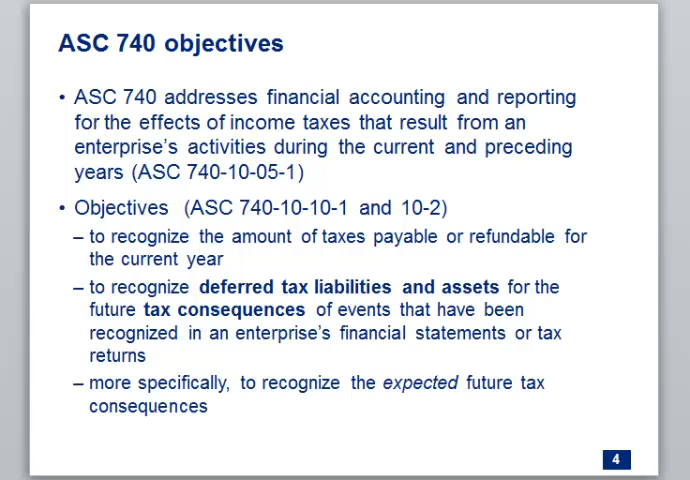 ASC 740 objectives
• ASC 740 addresses financial accounting and reporting
for the effects of income taxes that result from an
enterprise's activities during the current and preceding
years (ASC 740-10-05-1)
• Objectives (ASC 740-10-10-1 and 10-2)
– to recognize the amount of taxes payable or refundable for
the current year
– to recognize deferred tax liabilities and assets for the
future tax consequences of events that have been
recognized in an enterprise's financial statements or tax
returns
– more specifically, to recognize the expected future tax
consequences
4